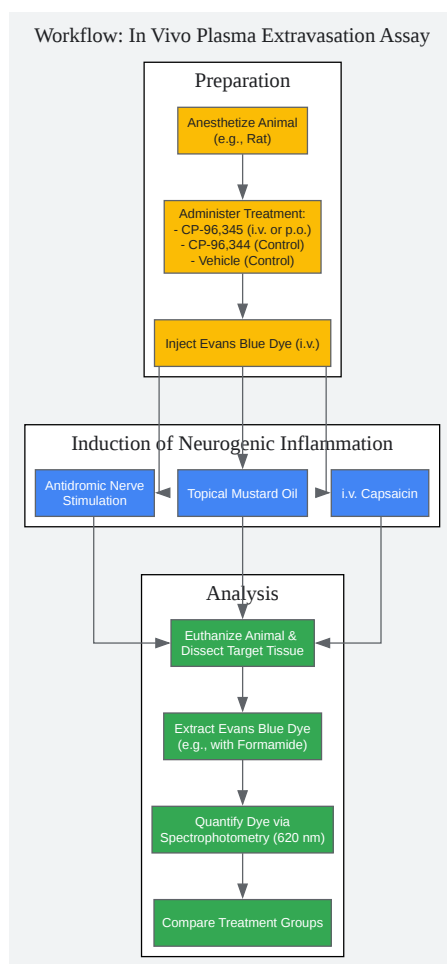 Workflow: In Vivo Plasma Extravasation Assay
Preparation
Anesthetize Animal
(e.g., Rat)
Administer Treatment:
- CP-96,345 (i.v. or p.o.)
- CP-96,344 (Control)
- Vehicle (Control)
Inject Evans Blue Dye (i.v.)
Induction of Neurogenic Inflammation
Antidromic Nerve
Stimulation
Topical Mustard Oil
i.v. Capsaicin
Analysis
Euthanize Animal &
Dissect Target Tissue
Extract Evans Blue Dye
(e.g., with Formamide)
Quantify Dye via
Spectrophotometry (620 nm)
Compare Treatment Groups